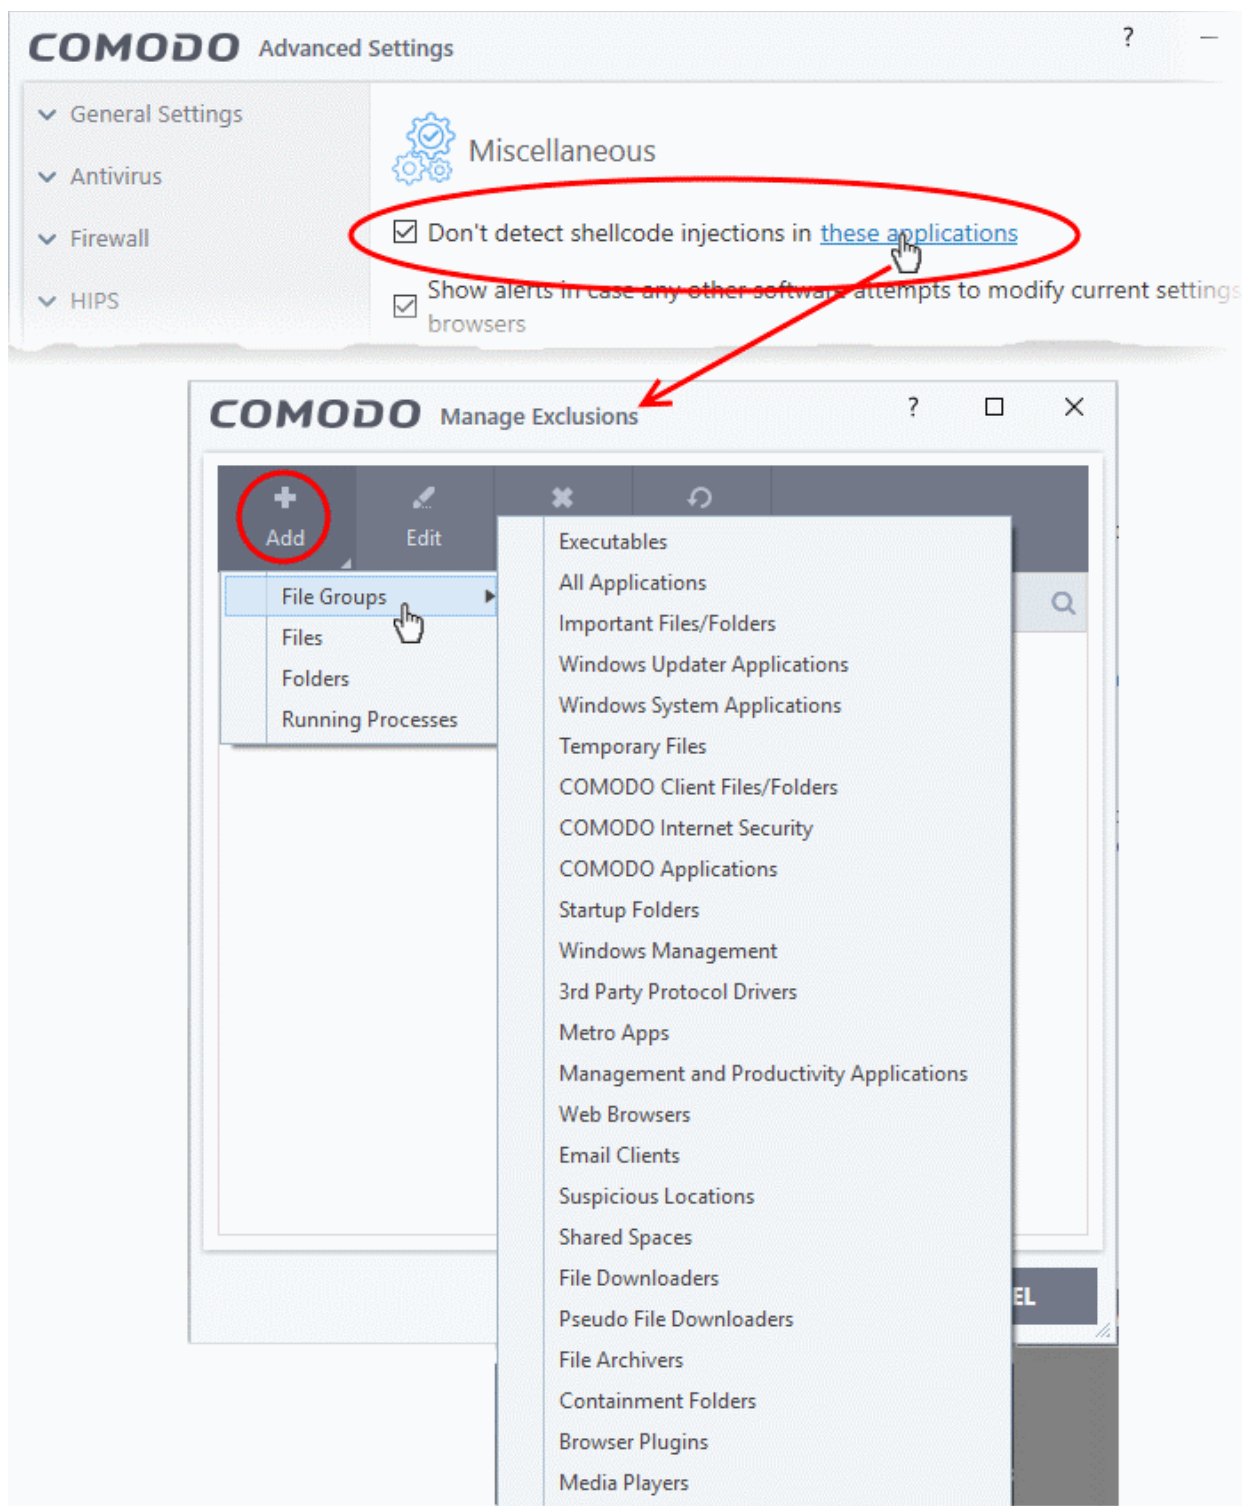 COMODO Advanced Settings ?
General Settings
Antivirus
Firewall
HIPS
Miscellaneous
Don't detect shellcode injections in these applications
Show alerts in case any other software attempts to modify current settings
browsers
COMODO Manage Exclusions ?
Add
Edit
File Groups
Files
Folders
Running Processes
Executables
All Applications
Important Files/Folders
Windows Updater Applications
Windows System Applications
Temporary Files
COMODO Client Files/Folders
COMODO Internet Security
COMODO Applications
Startup Folders
Windows Management
3rd Party Protocol Drivers
Metro Apps
Management and Productivity Applications
Web Browsers
Email Clients
Suspicious Locations
Shared Spaces
File Downloaders
Pseudo File Downloaders
File Archivers
Containment Folders
Browser Plugins
Media Players
EL